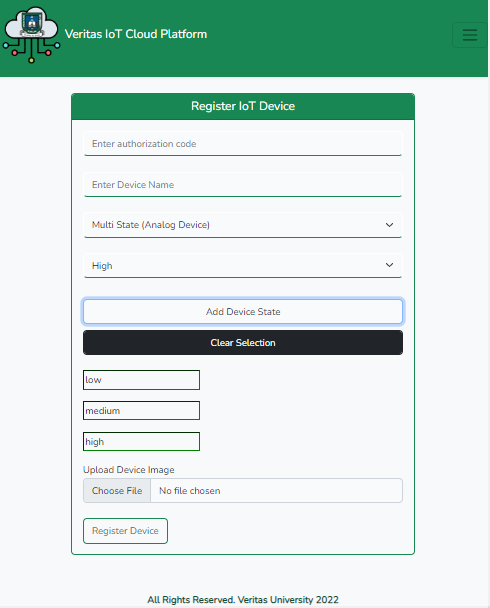 Veritas IoT Cloud Platform
Register IoT Device
Enter authorization code
Enter Device Name
Multi State (Analog Device)
High
Add Device State
Clear Selection
low
medium
high
Upload Device Image
Choose File No file chosen
Register Device
All Rights Reserved. Veritas University 2022